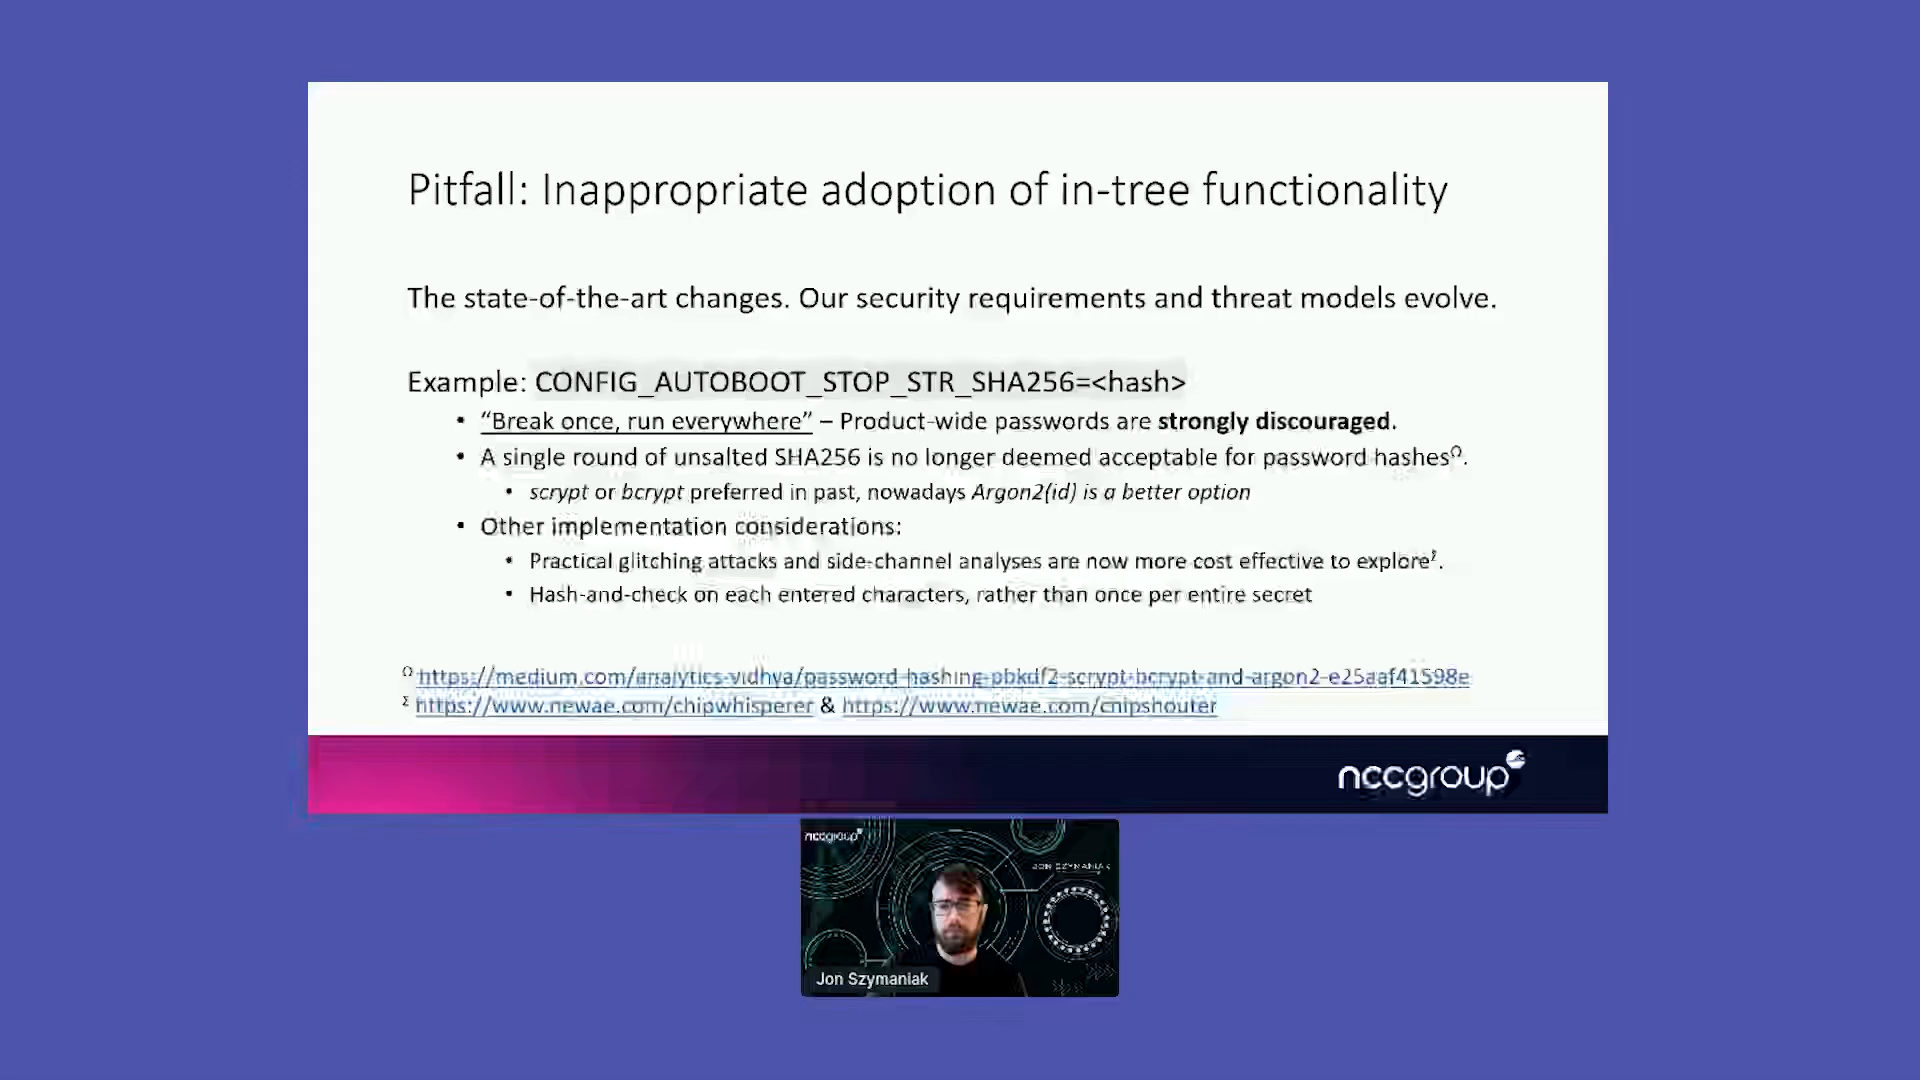 Pitfall: Inappropriate adoption of in-tree functionality
The state-of-the-art changes. Our security requirements and threat models evolve.
Example: CONFIG_AUTOBOOT_STOP_STR_SHA256=<hash>
• “Break once, run everywhere” – Product-wide passwords are strongly discouraged.
• A single round of unsalted SHA256 is no longer deemed acceptable for password hashesΩ.
• scrypt or bcrypt preferred in past, nowadays Argon2(id) is a better option
• Other implementation considerations:
• Practical glitching attacks and side-channel analyses are now more cost effective to exploreΣ.
• Hash-and-check on each entered characters, rather than once per entire secret
Ω https://medium.com/analytics-vidhya/password-hashing-pbkdf2-scrypt-bcrypt-and-argon2-e25aaf41598e
Σ https://www.newae.com/chipwhisperer & https://www.newae.com/chipshouter
nccgroup
nccgroup
JON SZYMANIAK
Jon Szymaniak